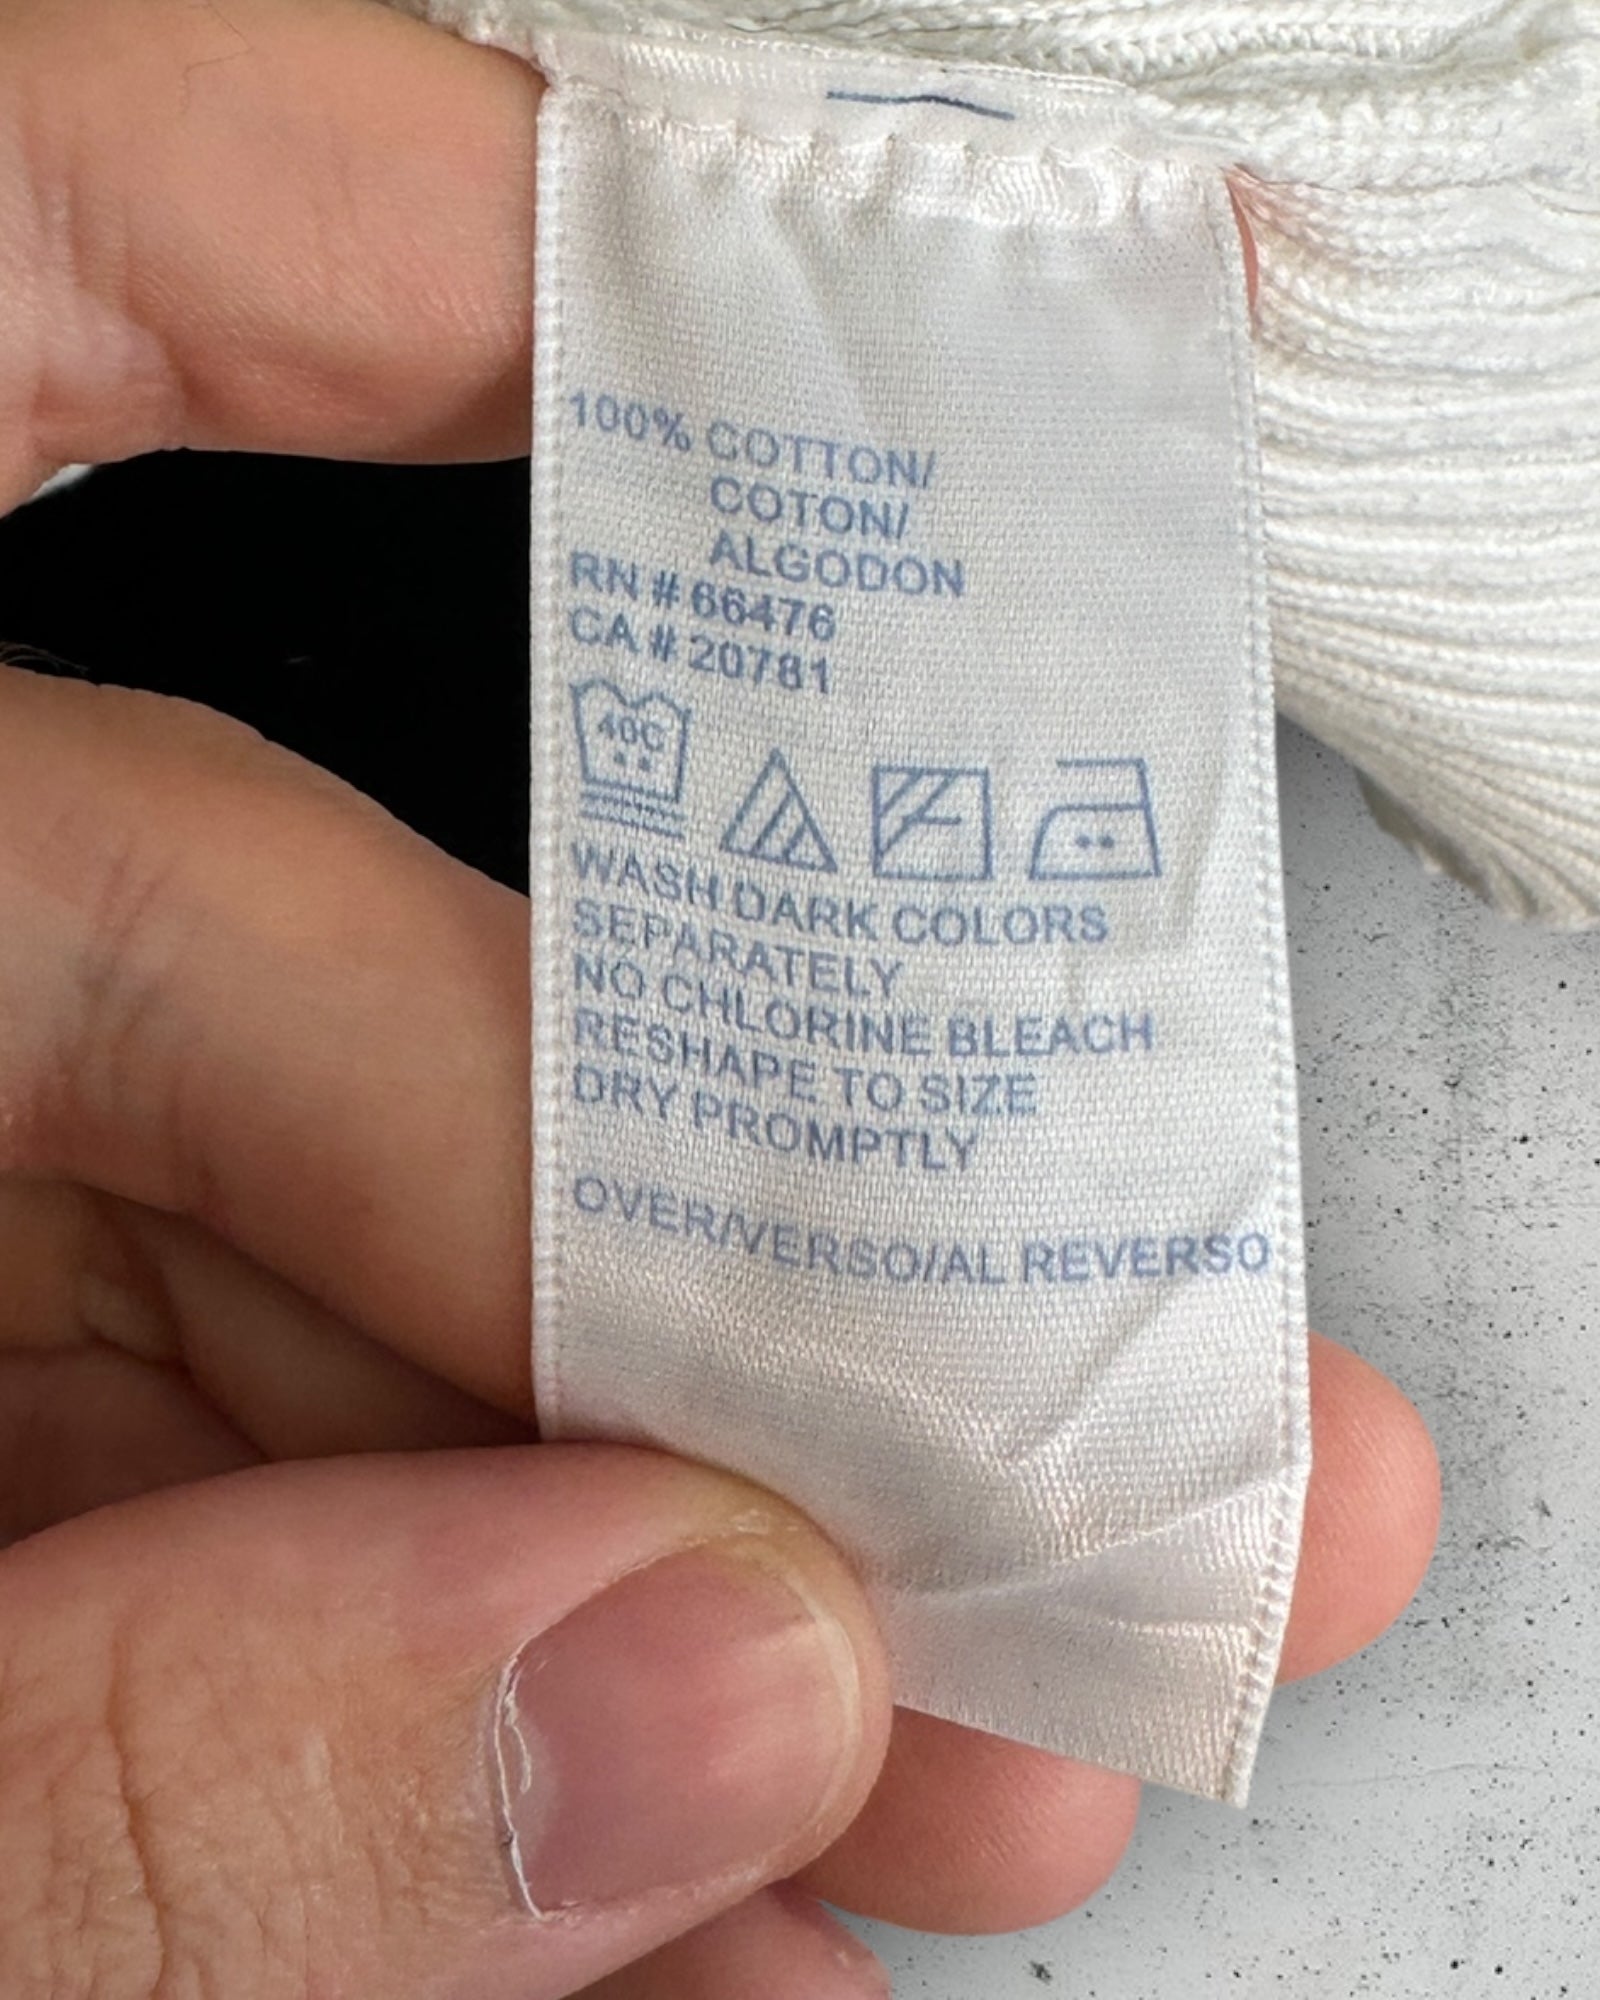 100% COTTON/
COTON/
ALGODON
RN # 66476
CA # 20781
40C
WASH DARK COLORS
SEPARATELY
NO CHLORINE BLEACH
RESHAPE TO SIZE
DRY PROMPTLY
OVER/VERSO/AL REVERSO